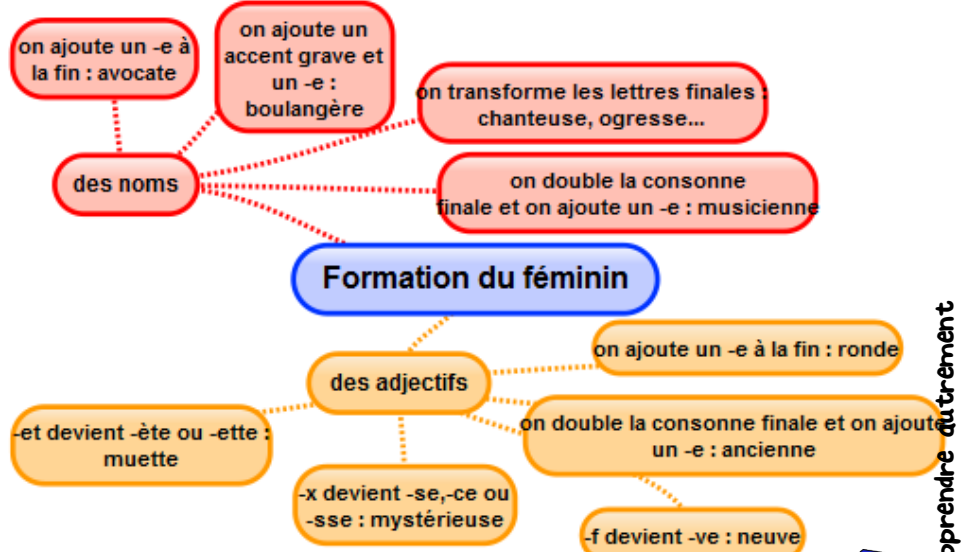 on ajoute un -e à
la fin : avocate
on ajoute un
accent grave et
un -e :
boulangère
on transforme les lettres finales :
chanteuse, ogresse...
des noms
on double la consonne
finale et on ajoute un -e : musicienne
Formation du féminin
des adjectifs
on ajoute un -e à la fin : ronde
on double la consonne finale et on ajoute
un -e : ancienne
-et devient -ète ou -ette :
muette
-x devient -se,-ce ou
-sse : mystérieuse
-f devient -ve : neuve
autrement